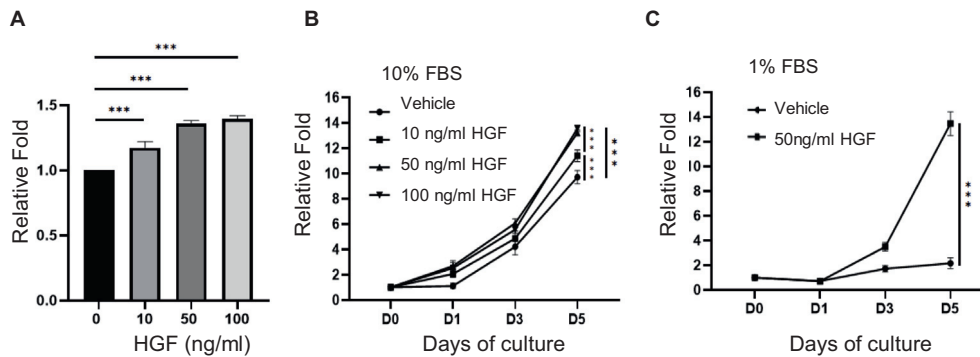 A
***
***
***
1.5
1.0
0.5
0.0
Relative Fold
0
10
50
100
HGF (ng/ml)
B
10% FBS
Vehicle
10 ng/ml HGF
50 ng/ml HGF
100 ng/ml HGF
16
14
12
10
8
6
4
2
0
Relative Fold
***
***
***
D0
D1
D3
D5
Days of culture
C
1% FBS
Vehicle
50ng/ml HGF
16
14
12
10
8
6
4
2
0
Relative Fold
***
D0
D1
D3
D5
Days of culture